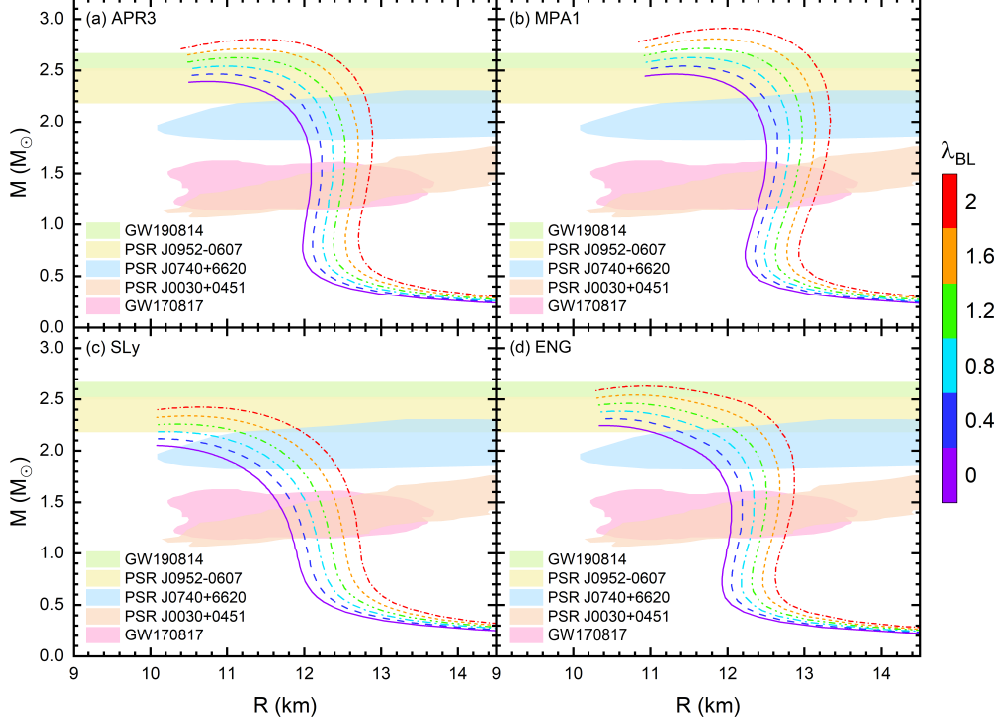 (a) APR3
(b) MPA1
3.0
2.5
2.0
1.5
1.0
0.5
0.0
M (M☉)
GW190814
PSR J0952-0607
PSR J0740+6620
PSR J0030+0451
GW170817
GW190814
PSR J0952-0607
PSR J0740+6620
PSR J0030+0451
GW170817
λBL
2
1.6
1.2
0.8
0.4
0
(c) SLy
(d) ENG
3.0
2.5
2.0
1.5
1.0
0.5
0.0
M (M☉)
GW190814
PSR J0952-0607
PSR J0740+6620
PSR J0030+0451
GW170817
GW190814
PSR J0952-0607
PSR J0740+6620
PSR J0030+0451
GW170817
9 10 11 12 13 14 9 10 11 12 13 14
R (km) R (km)